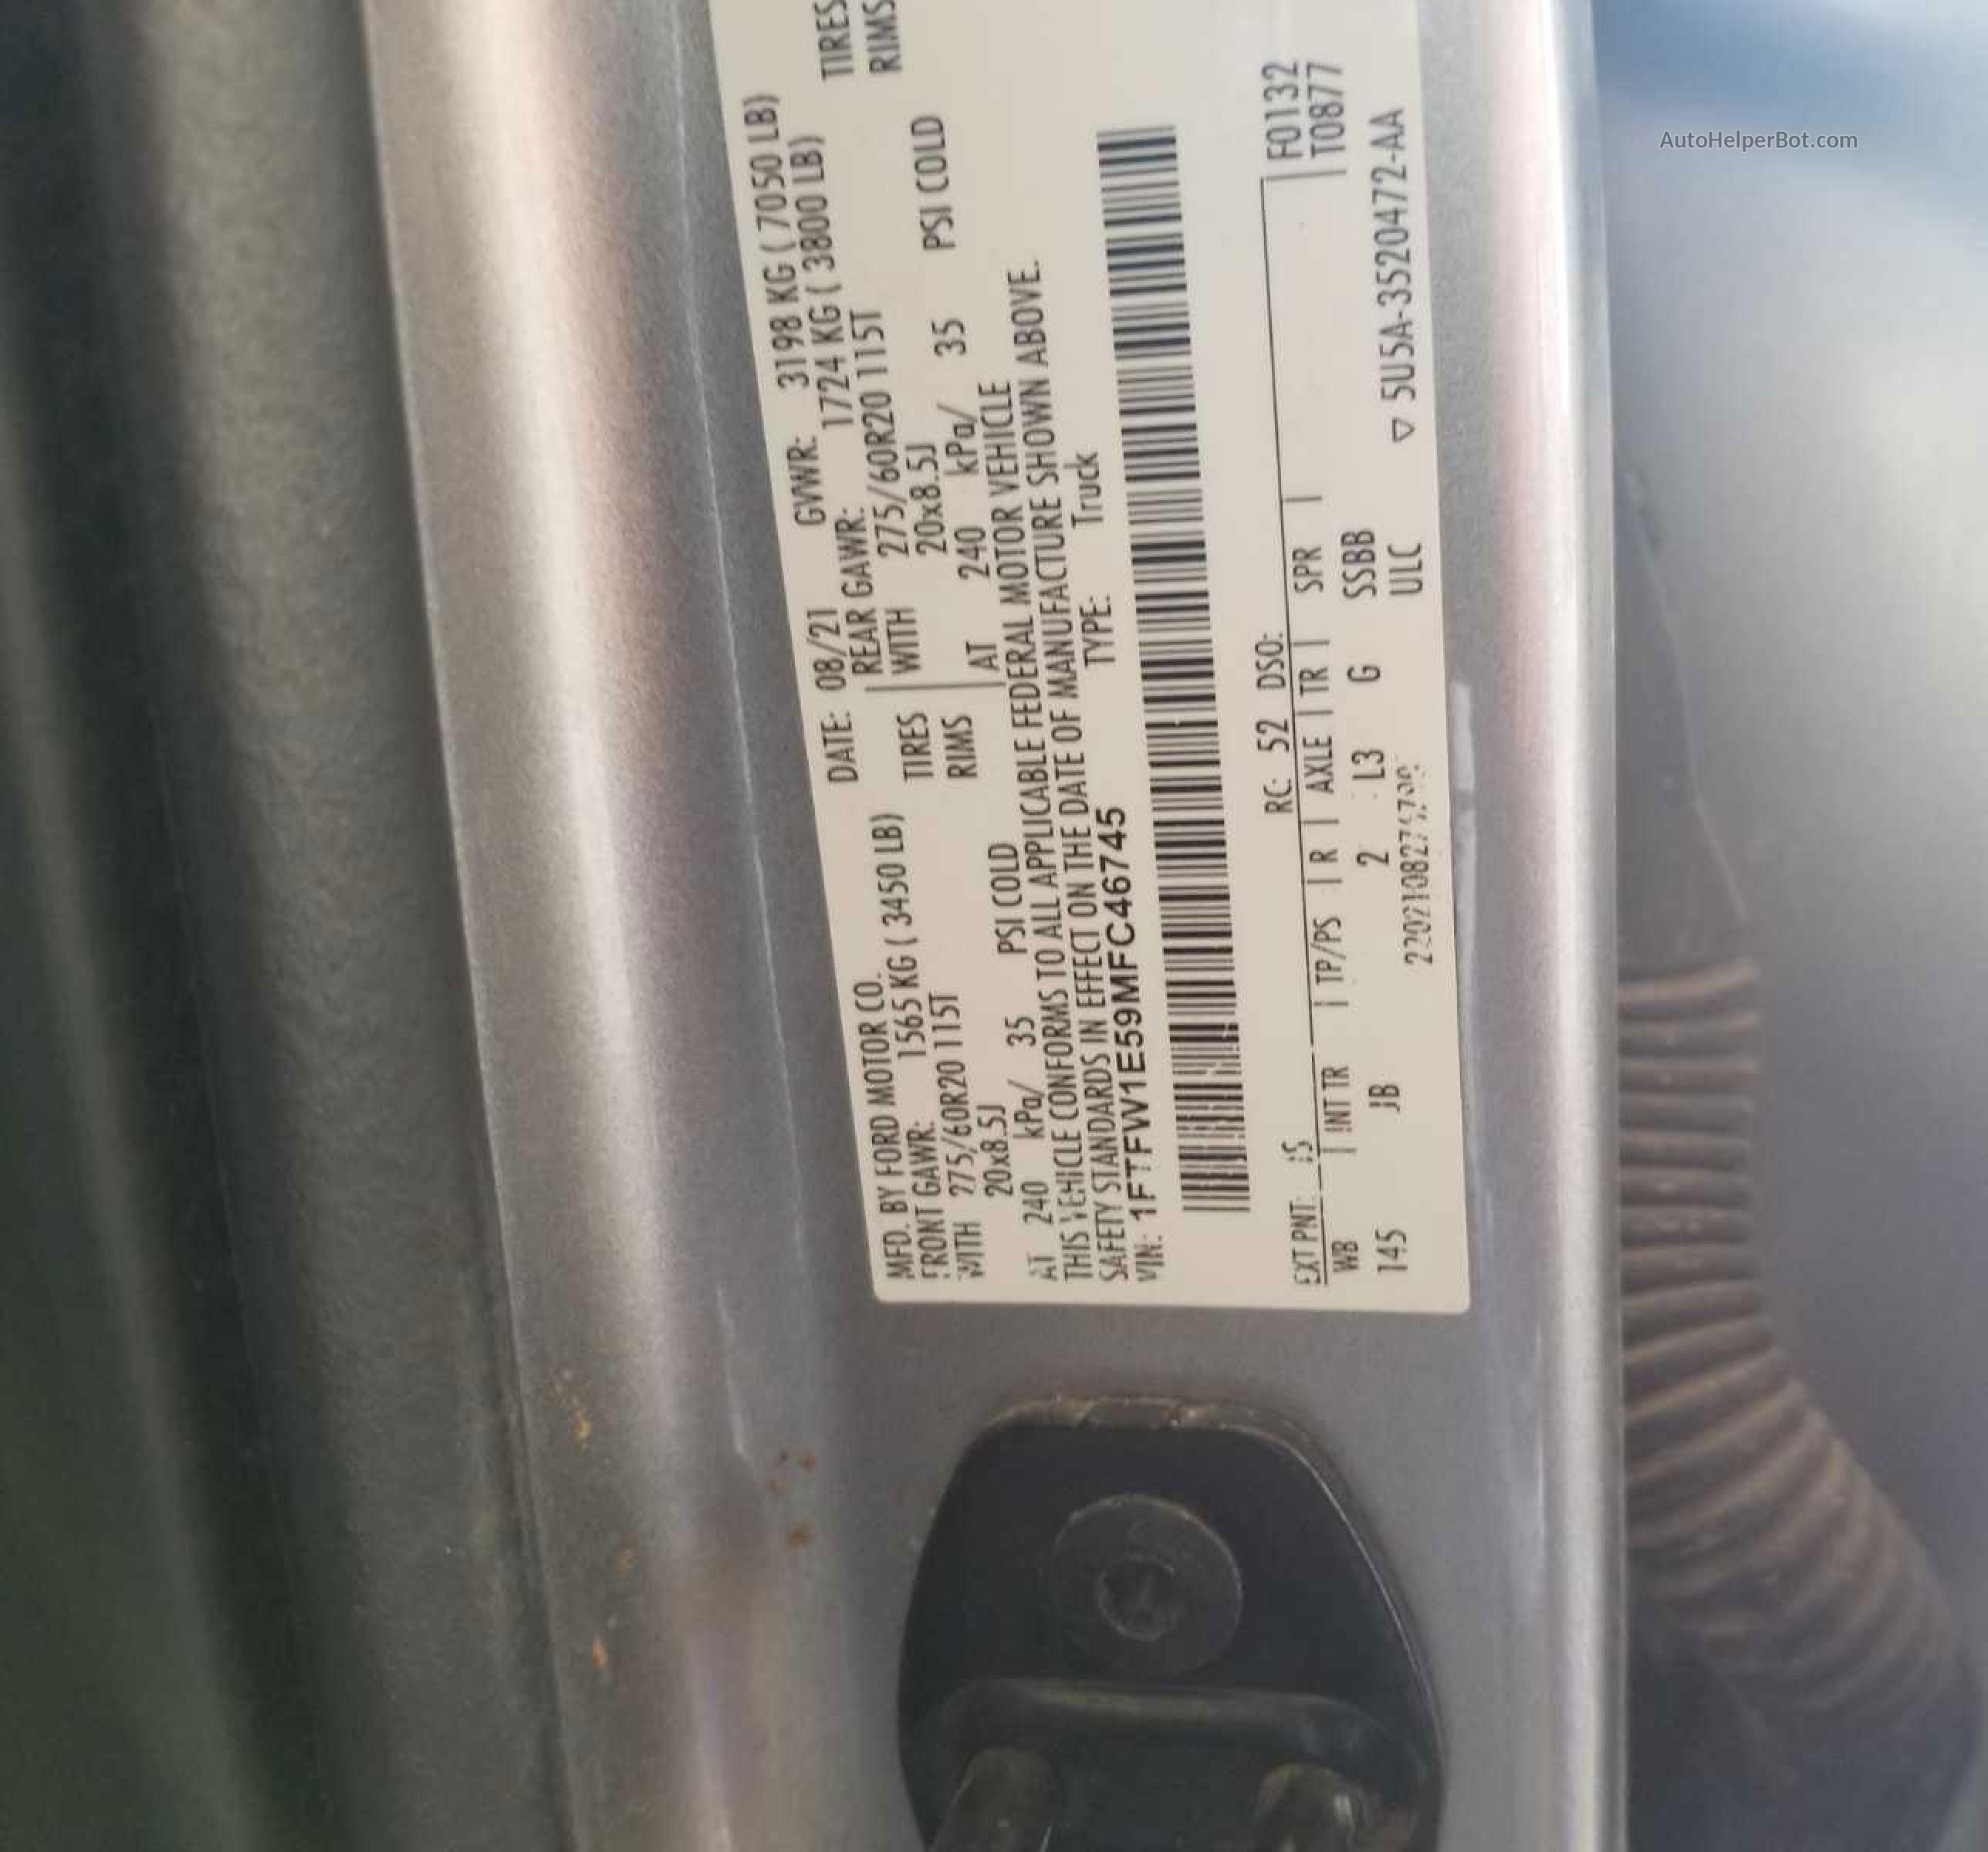 MFD. BY FORD MOTOR CO.
DATE: 08/21 GVWR: 3198 KG ( 7050 LB)
FRONT GAWR: 1565 KG ( 3450 LB)
REAR GAWR: 1724 KG ( 3800 LB)
WITH 275/60R20 115T TIRES
WITH 275/60R20 115T TIRES
20x8.5J RIMS
20x8.5J RIMS
AT 240 kPa/ 35 PSI COLD
AT 240 kPa/ 35 PSI COLD
THIS VEHICLE CONFORMS TO ALL APPLICABLE FEDERAL MOTOR VEHICLE
SAFETY STANDARDS IN EFFECT ON THE DATE OF MANUFACTURE SHOWN ABOVE.
VIN: 1FTFW1E59MFC46745 TYPE: Truck
EXT PNT: RC: 52 DSO: F0132
WB INT TR TP/PS R AXLE TR SPR T0877
145 JB 2 L3 G SSBB
ULC ▽ 5U5A-3520472-AA
AutoHelperBot.com